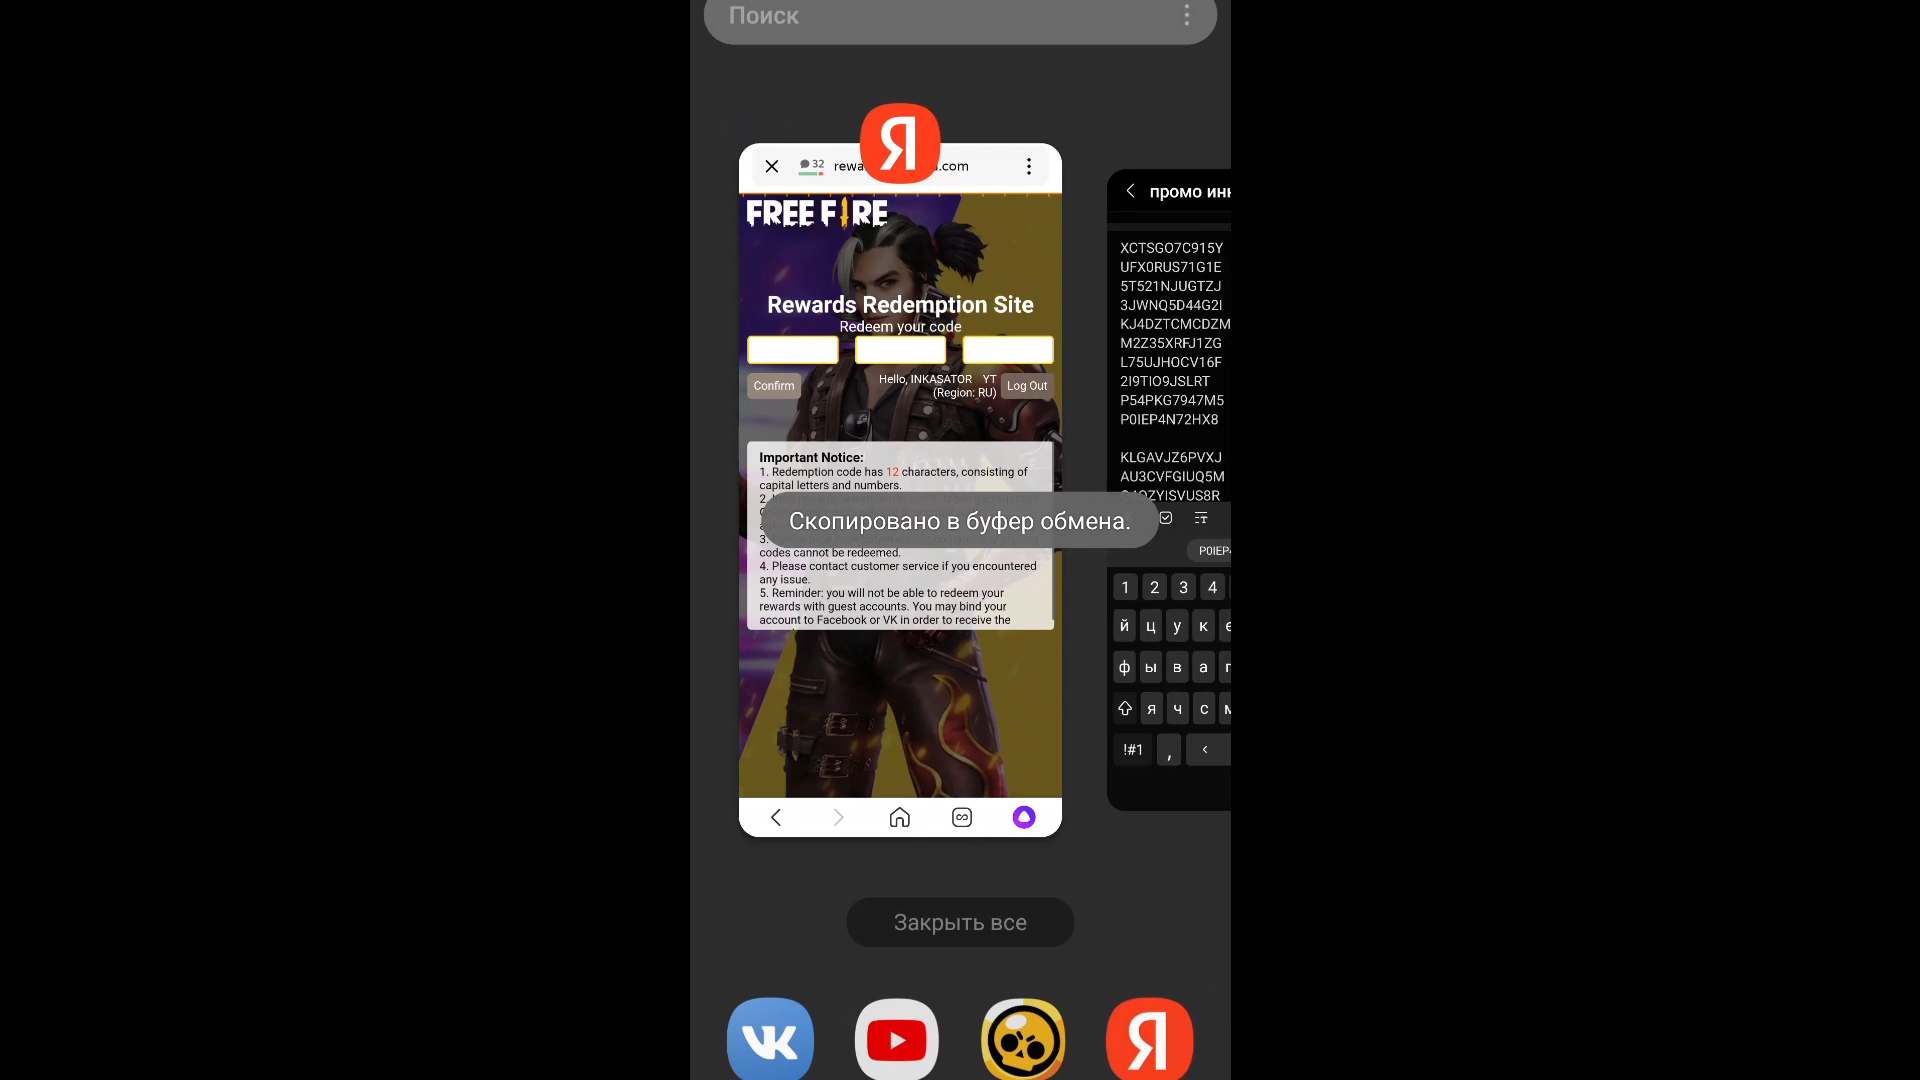 Поиск
Я
32
rewa
.com
FREE FIRE
Rewards Redemption Site
Redeem your code
Confirm
Hello, INKASATOR YT
(Region: RU)
Log Out
Important Notice:
1. Redemption code has 12 characters, consisting of
capital letters and numbers.
2.
Скопировано в буфер обмена.
3.
codes cannot be redeemed.
4. Please contact customer service if you encountered
any issue.
5. Reminder: you will not be able to redeem your
rewards with guest accounts. You may bind your
account to Facebook or VK in order to receive the
промо инк
XCTSGO7C915Y
UFX0RUS71G1E
5T521NJUGTZJ
3JWNQ5D44G2I
KJ4DZTCMCDZM
M2Z35XRFJ1ZG
L75UJHOCV16F
2I9TIO9JSLRT
P54PKG7947M5
P0IEP4N72HX8
KLGAVJZ6PVXJ
AU3CVFGIUQ5M
ZYISVUS8R
P0IEP
1 2 3 4
й ц у к
ф ы в а
я ч с
!#1 ,
Закрыть все
Я